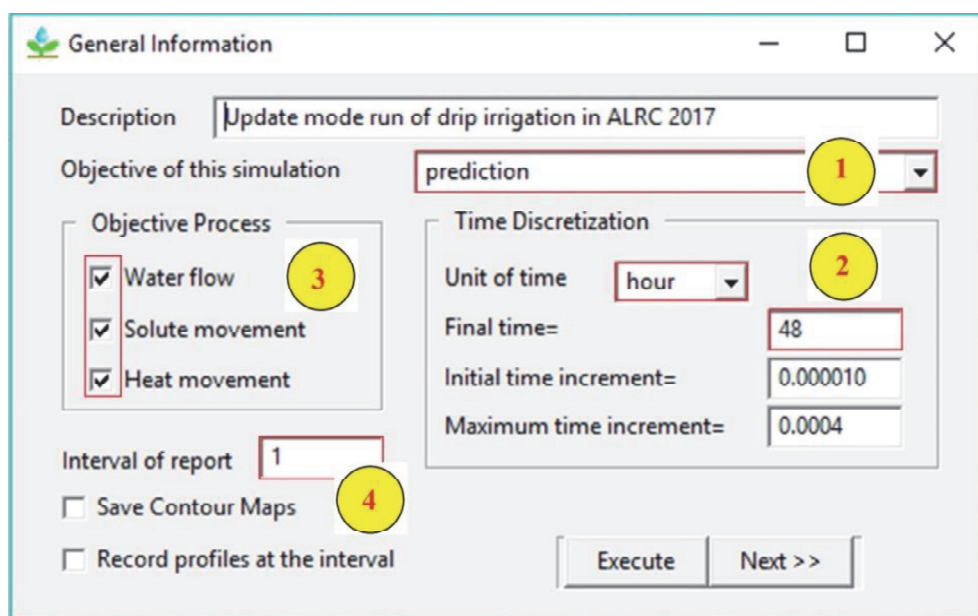 General Information
Description Update mode run of drip irrigation in ALRC 2017
Objective of this simulation prediction 1
Objective Process
Water flow 3
Solute movement
Heat movement
Time Discretization
Unit of time hour 2
Final time= 48
Initial time increment= 0.000010
Maximum time increment= 0.0004
Interval of report 1
Save Contour Maps 4
Record profiles at the interval
Execute Next >>